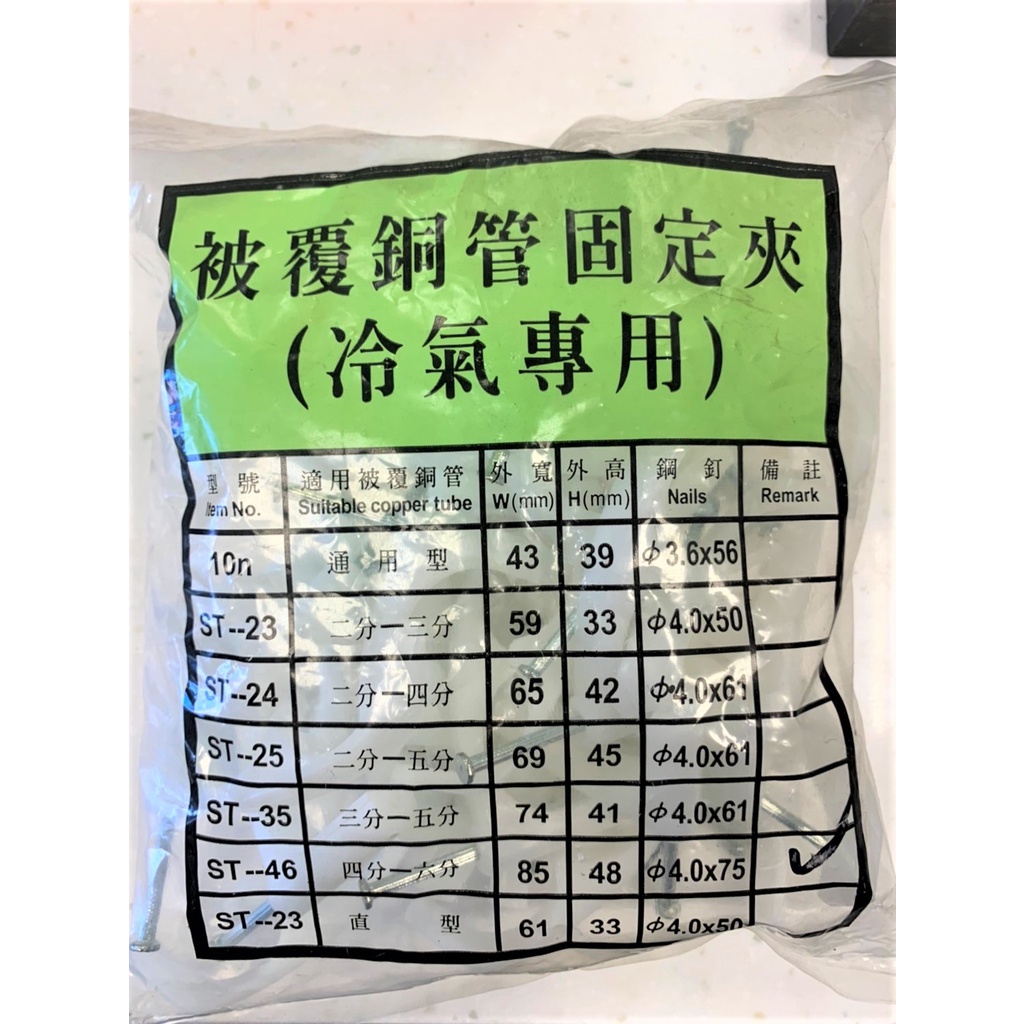 被覆銅管固定夾
(冷氣專用)
型號 適用被覆銅管 外寬 外高 鋼釘 備註
Item No. Suitable copper tube W(mm) H(mm) Nails Remark
10n 通用型 43 39 φ3.6x56
ST--23 二分一三分 59 33 φ4.0x50
ST--24 二分一四分 65 42 φ4.0x61
ST--25 二分一五分 69 45 φ4.0x61
ST--35 三分一五分 74 41 φ4.0x61
ST--46 四分一六分 85 48 φ4.0x75
ST--23 直型 61 33 φ4.0x50